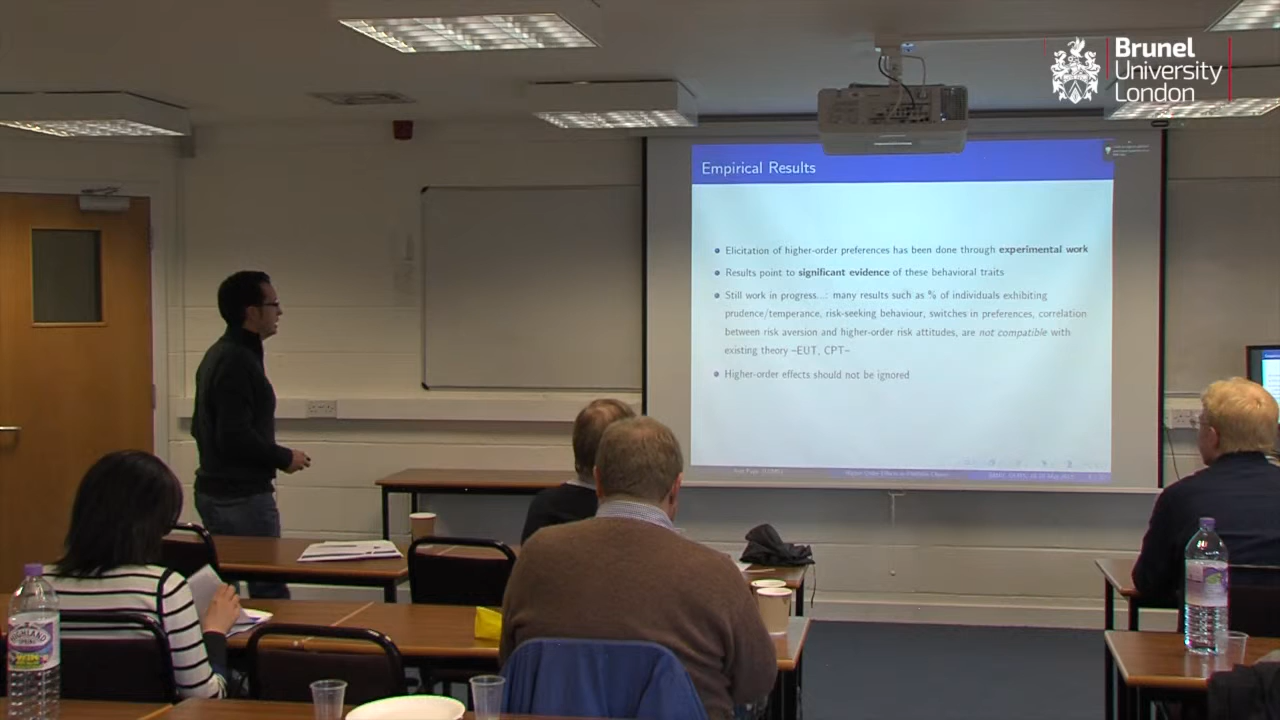 Brunel
University
London
Empirical Results
Elicitation of higher-order preferences has been done through experimental work
Results point to significant evidence of these behavioral traits
Still work in progress...: many results such as % of individuals exhibiting
prudence/temperance, risk-seeking behaviour, switches in preferences, correlation
between risk aversion and higher-order risk attitudes, are not compatible with
existing theory –EUT, CPT–
Higher-order effects should not be ignored
HIGHLAND